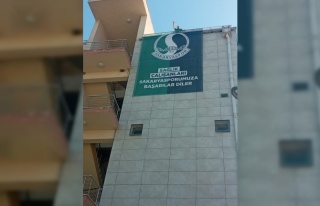 SAĞLIK
ÇALIŞANLARI
SAKARYASPORUMUZA
BAŞARILAR DİLER